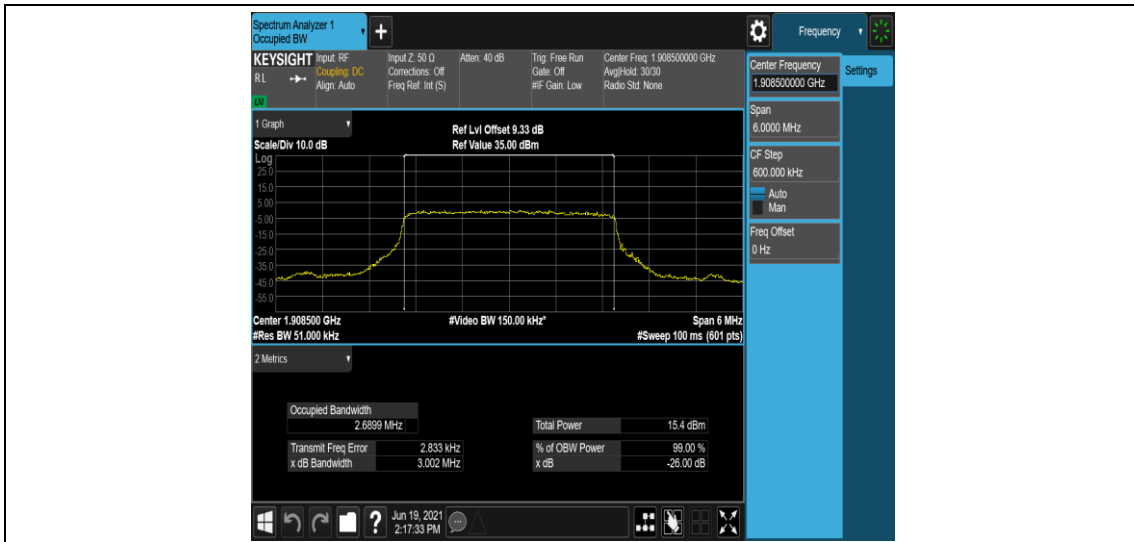 Spectrum Analyzer 1
Occupied BW
+
Frequency
KEYSIGHT
RL
LXI
Input: RF
Coupling: DC
Align: Auto
Input Z: 50 Ω
Corrections: Off
Freq Ref: Int (S)
Atten: 40 dB
Trig: Free Run
Gate: Off
#IF Gain: Low
Center Freq: 1.908500000 GHz
Avg|Hold: 30/30
Radio Std: None
Center Frequency
1.908500000 GHz
Settings
Span
6.0000 MHz
CF Step
600.000 kHz
Auto
Man
Freq Offset
0 Hz
1 Graph
Ref Lvl Offset 9.33 dB
Scale/Div 10.0 dB
Ref Value 35.00 dBm
Log
25.0
15.0
5.00
-5.00
-15.0
-25.0
-35.0
-45.0
-55.0
Center 1.908500 GHz
#Video BW 150.00 kHz*
Span 6 MHz
#Res BW 51.000 kHz
#Sweep 100 ms (601 pts)
2 Metrics
Occupied Bandwidth
2.6899 MHz
Total Power 15.4 dBm
Transmit Freq Error 2.833 kHz
% of OBW Power 99.00 %
x dB Bandwidth 3.002 MHz
x dB -26.00 dB
?
Jun 19, 2021
2:17:33 PM